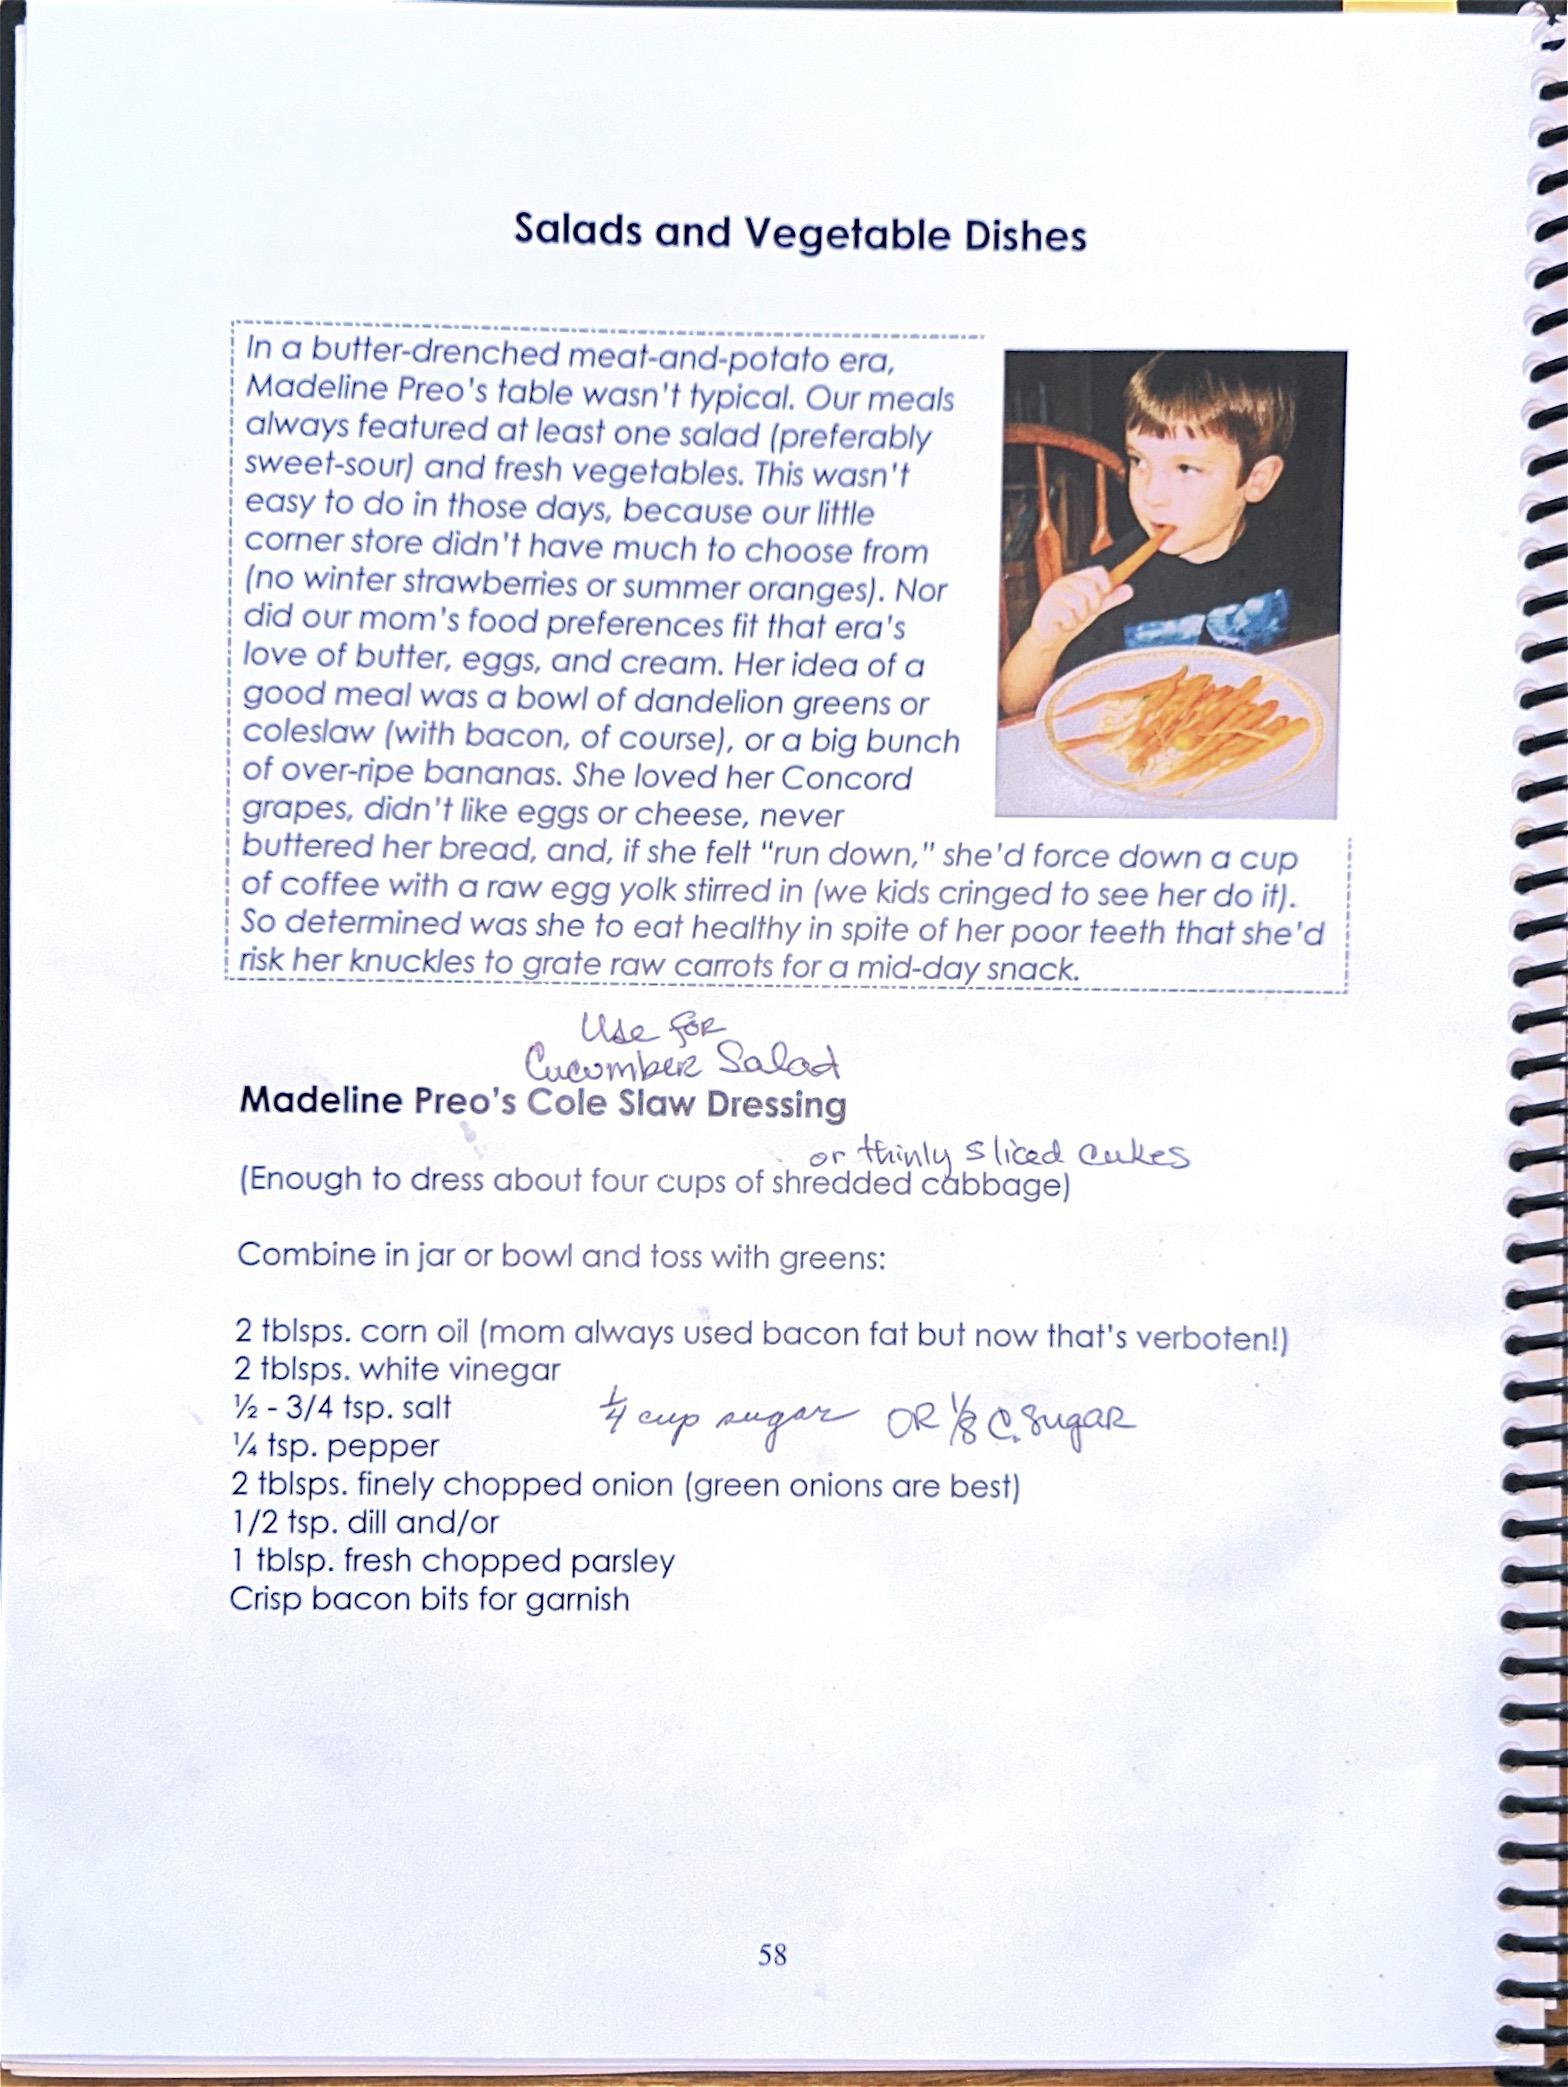 Salads and Vegetable Dishes
In a butter-drenched meat-and-potato era,
Madeline Preo's table wasn't typical. Our meals
always featured at least one salad (preferably
sweet-sour) and fresh vegetables. This wasn't
easy to do in those days, because our little
corner store didn't have much to choose from
(no winter strawberries or summer oranges). Nor
did our mom's food preferences fit that era's
love of butter, eggs, and cream. Her idea of a
good meal was a bowl of dandelion greens or
coleslaw (with bacon, of course), or a big bunch
of over-ripe bananas. She loved her Concord
grapes, didn't like eggs or cheese, never
buttered her bread, and, if she felt "run down," she'd force down a cup
of coffee with a raw egg yolk stirred in (we kids cringed to see her do it).
So determined was she to eat healthy in spite of her poor teeth that she'd
risk her knuckles to grate raw carrots for a mid-day snack.
Use for
Cucumber Salad
Madeline Preo's Cole Slaw Dressing
or thinly sliced cukes
(Enough to dress about four cups of shredded cabbage)
Combine in jar or bowl and toss with greens:
2 tblsps. corn oil (mom always used bacon fat but now that's verboten!)
2 tblsps. white vinegar
½ - 3/4 tsp. salt
¼ cup sugar OR ⅛ C. Sugar
¼ tsp. pepper
2 tblsps. finely chopped onion (green onions are best)
1/2 tsp. dill and/or
1 tblsp. fresh chopped parsley
Crisp bacon bits for garnish
58